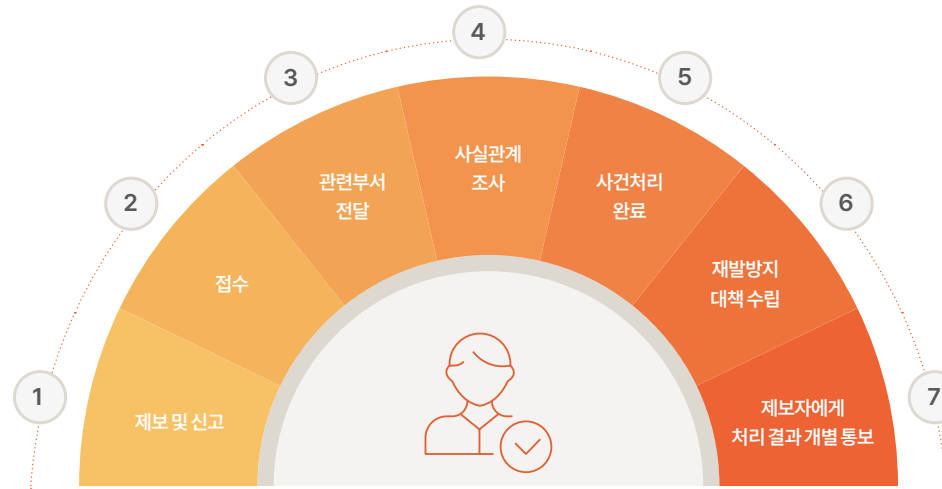 1
제보 및 신고
2
접수
3
관련부서
전달
4
사실관계
조사
5
사건처리
완료
6
재발방지
대책 수립
7
제보자에게
처리 결과 개별 통보